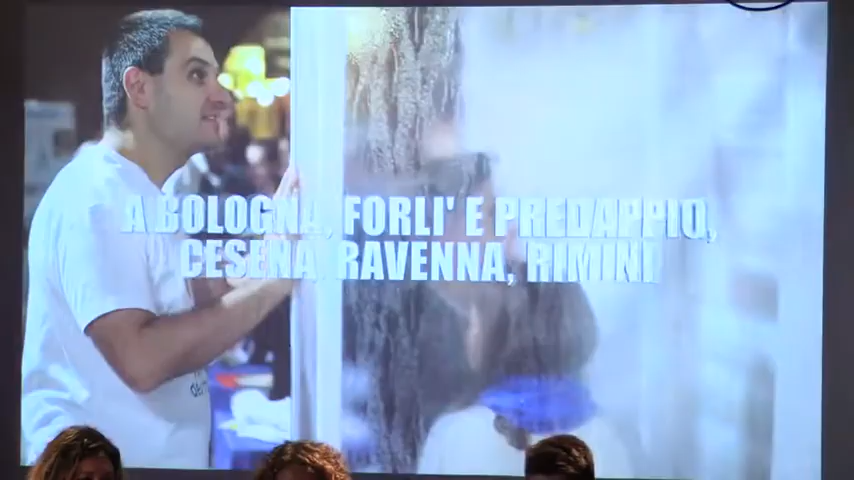 A BOLOGNA, FORLI' E PREDAPPIO,
CESENA, RAVENNA, RIMINI